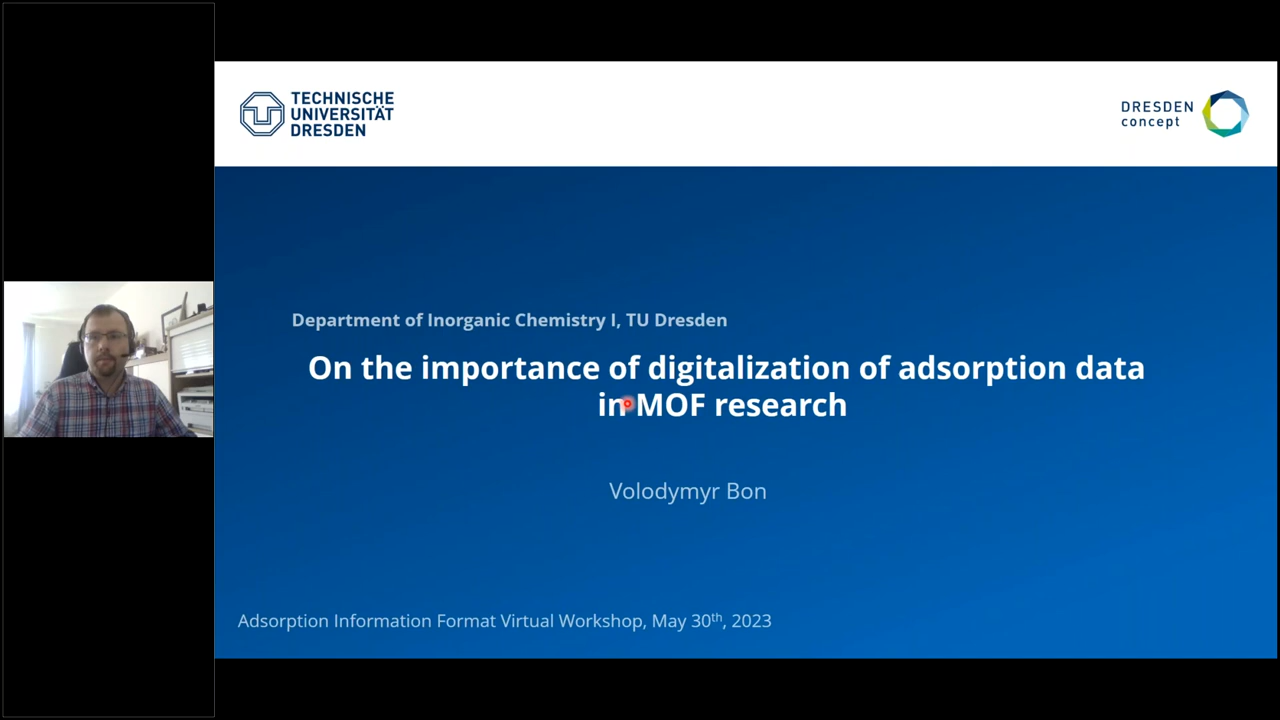 TECHNISCHE
UNIVERSITÄT
DRESDEN
DRESDEN
concept
Department of Inorganic Chemistry I, TU Dresden
On the importance of digitalization of adsorption data
in MOF research
Volodymyr Bon
Adsorption Information Format Virtual Workshop, May 30th, 2023